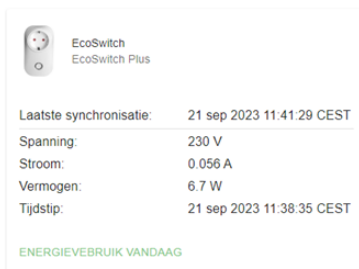 EcoSwitch
EcoSwitch Plus
Laatste synchronisatie: 21 sep 2023 11:41:29 CEST
Spanning: 230 V
Stroom: 0.056 A
Vermogen: 6.7 W
Tijdstip: 21 sep 2023 11:38:35 CEST
ENERGIEVEBRUIK VANDAAG